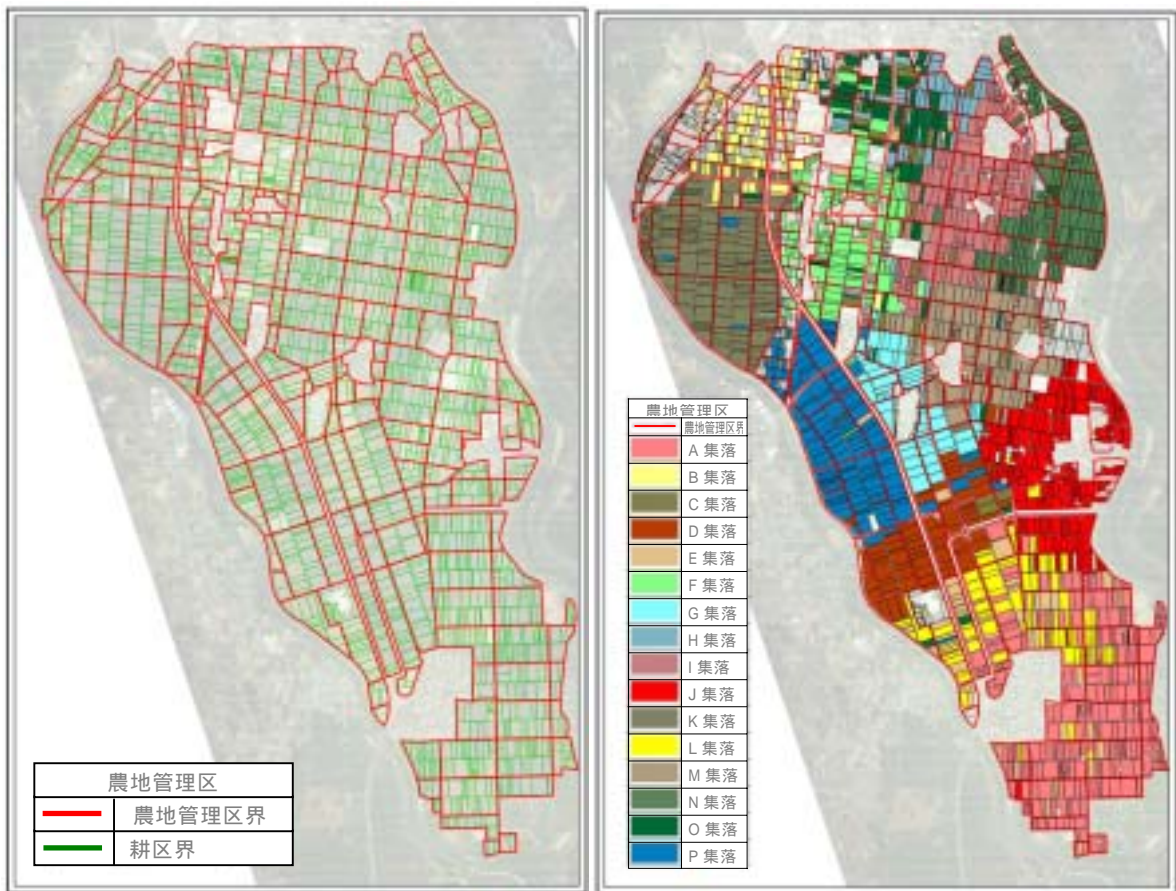 農地管理区
農地管理区界
耕区界
農地管理区
農地管理区界
A 集落
B 集落
C 集落
D 集落
E 集落
F 集落
G 集落
H 集落
I 集落
J 集落
K 集落
L 集落
M 集落
N 集落
O 集落
P 集落